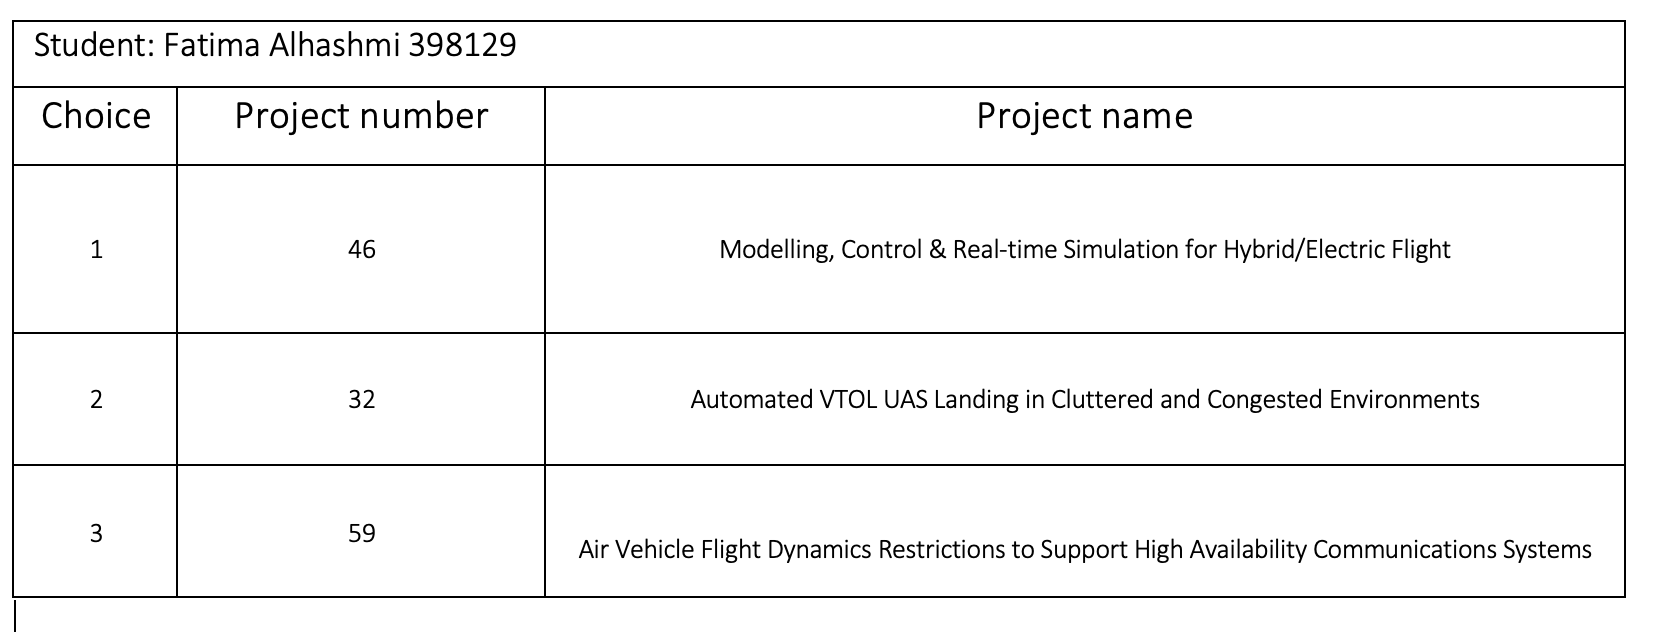 Student: Fatima Alhashmi 398129
Choice Project number Project name
1 46 Modelling, Control & Real-time Simulation for Hybrid/Electric Flight
2 32 Automated VTOL UAS Landing in Cluttered and Congested Environments
3 59 Air Vehicle Flight Dynamics Restrictions to Support High Availability Communications Systems